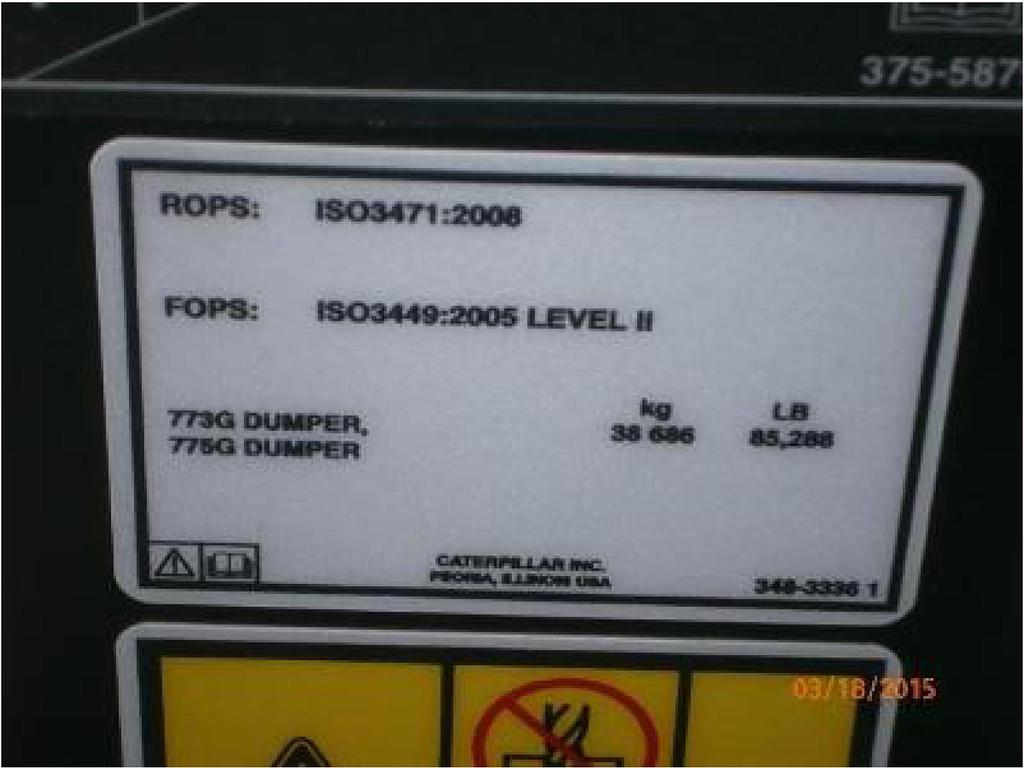 375-587
ROPS: ISO3471:2008
FOPS: ISO3449:2005 LEVEL II
kg LB
773G DUMPER, 38 686 85,288
775G DUMPER
CATERPILLAR INC.
PEORIA, ILLINOIS USA
348-3336 1
03/18/2015